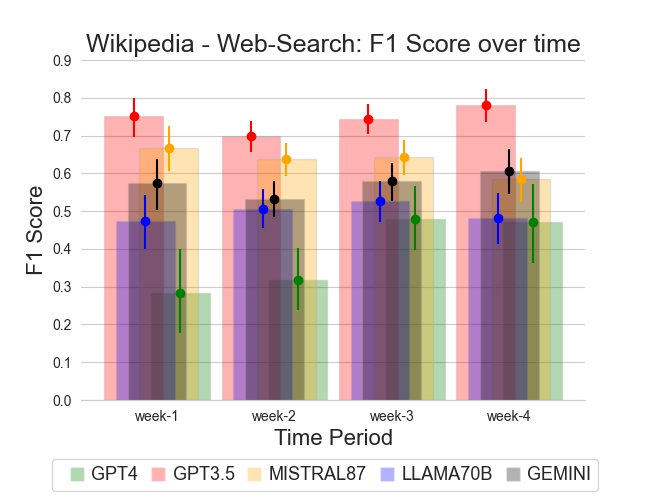 Wikipedia - Web-Search: F1 Score over time
0.9
0.8
0.7
0.6
0.5
0.4
0.3
0.2
0.1
0.0
F1 Score
week-1 week-2 week-3 week-4
Time Period
GPT4 GPT3.5 MISTRAL87 LLAMA70B GEMINI